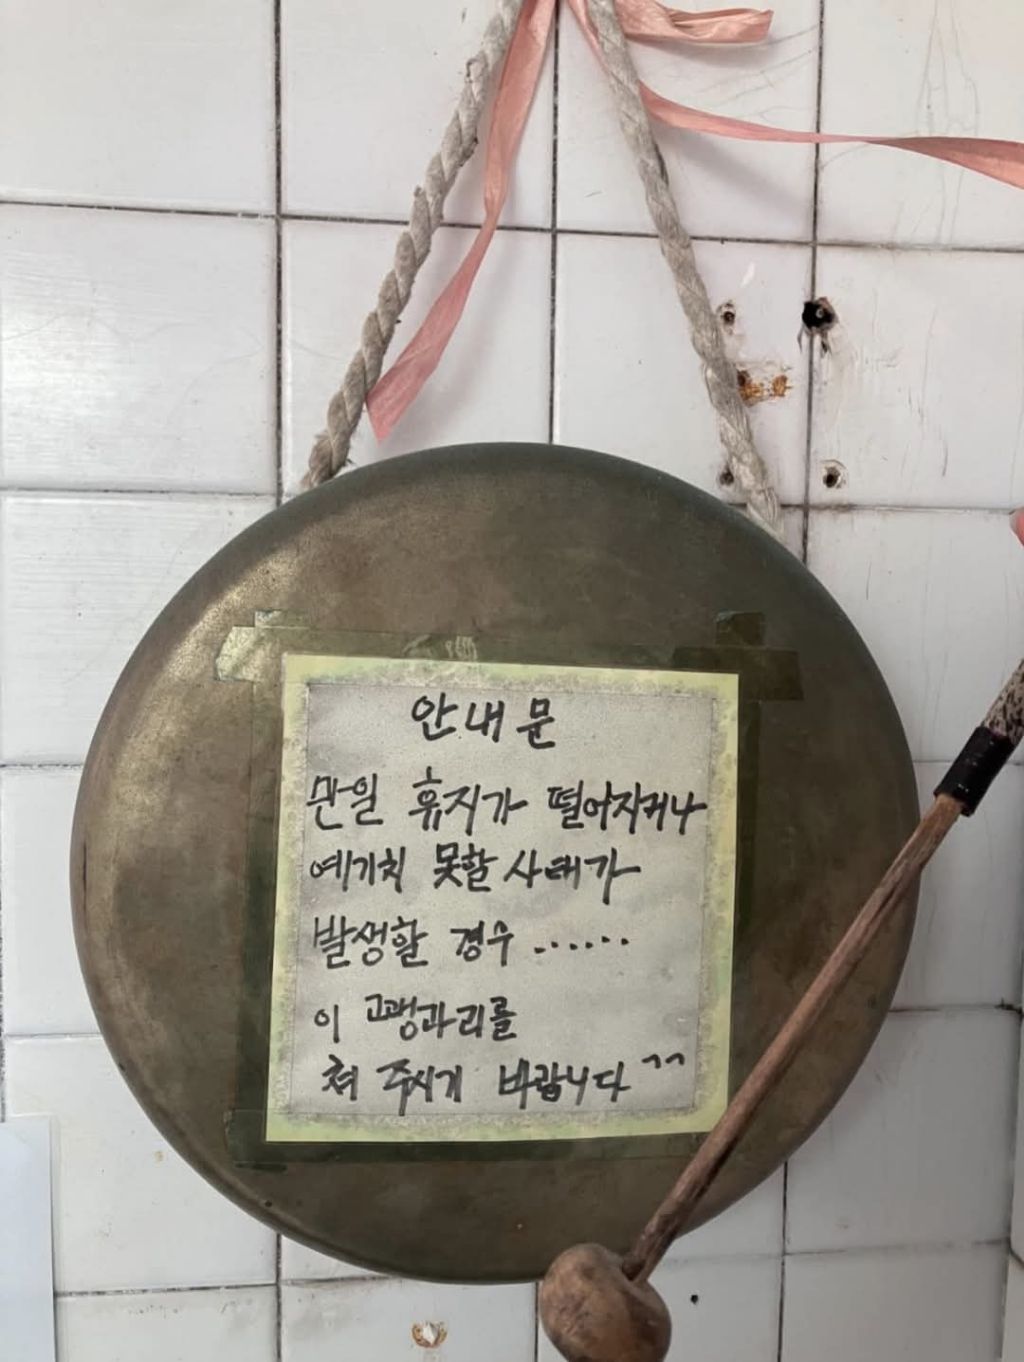 안내문
만일 휴지가 떨어지거나
예기치 못할 사태가
발생할 경우 ......
이 꽹과리를
쳐 주시기 바랍니다 ^^